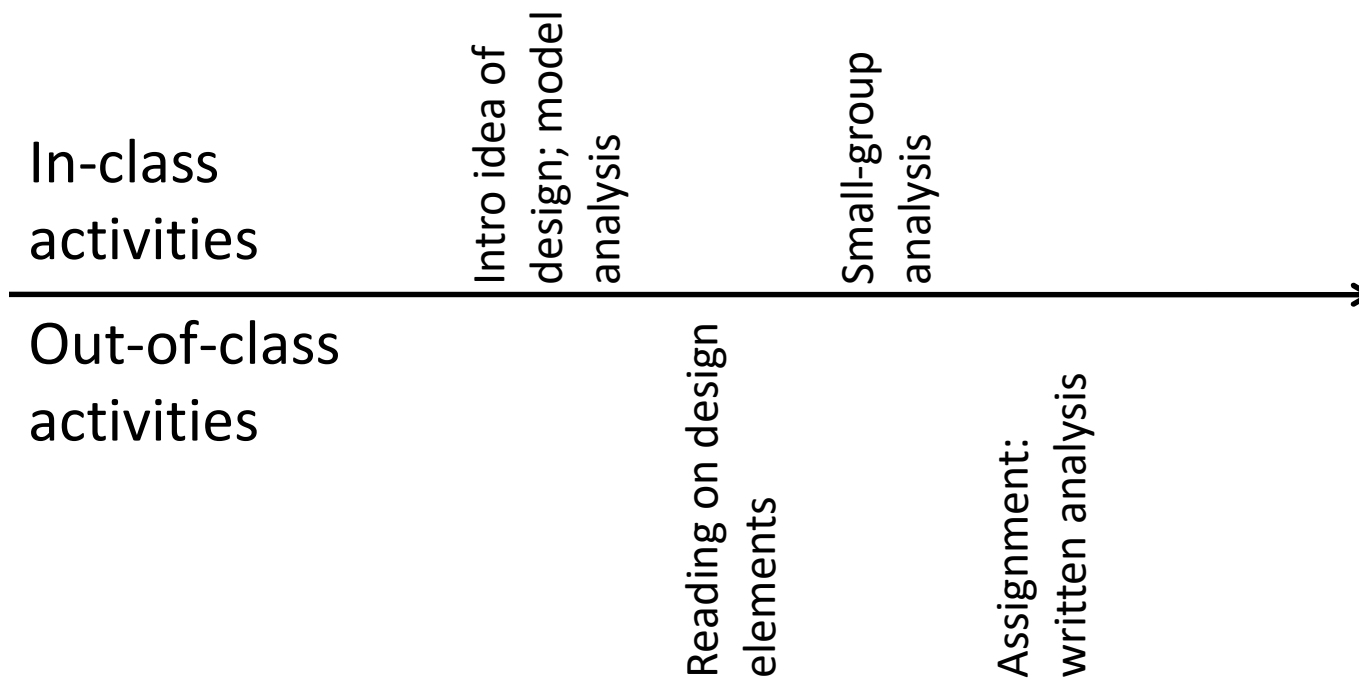 In-class
activities
Intro idea of
design; model
analysis
Small-group
analysis
Out-of-class
activities
Reading on design
elements
Assignment:
written analysis